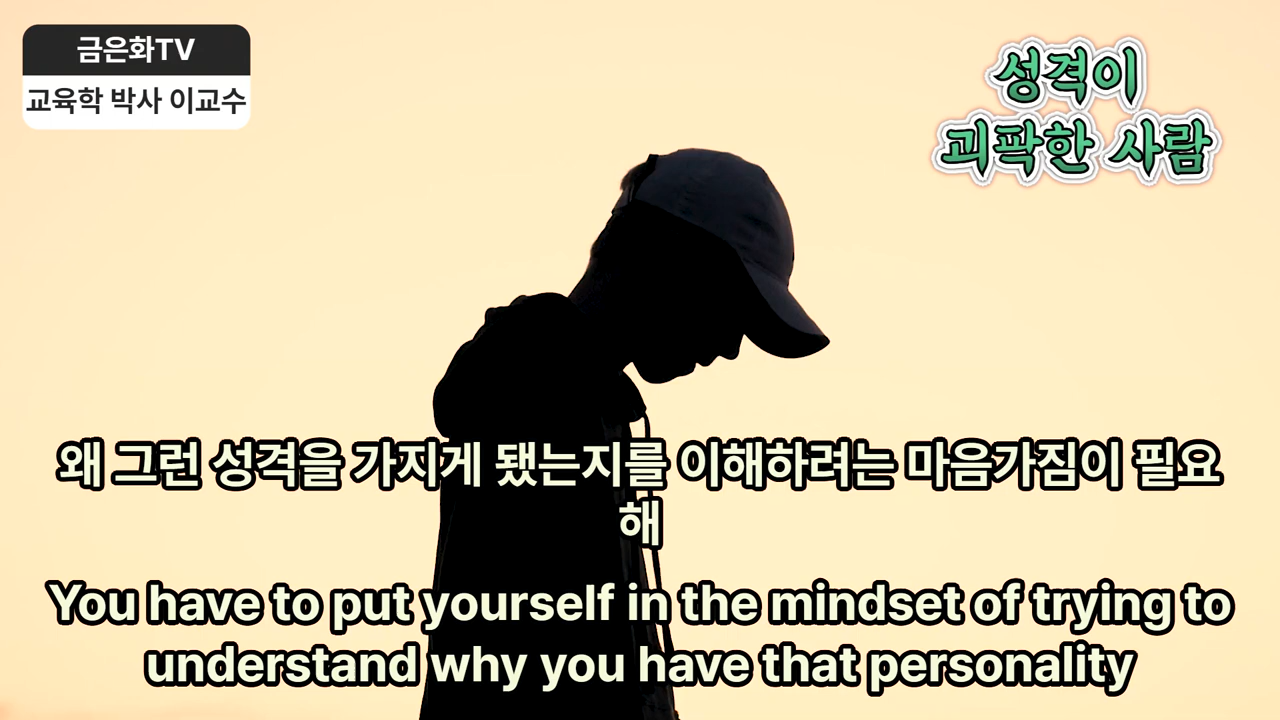 금은화TV
교육학 박사 이교수
성격이
괴팍한 사람
왜 그런 성격을 가지게 됐는지를 이해하려는 마음가짐이 필요
해
You have to put yourself in the mindset of trying to
understand why you have that personality